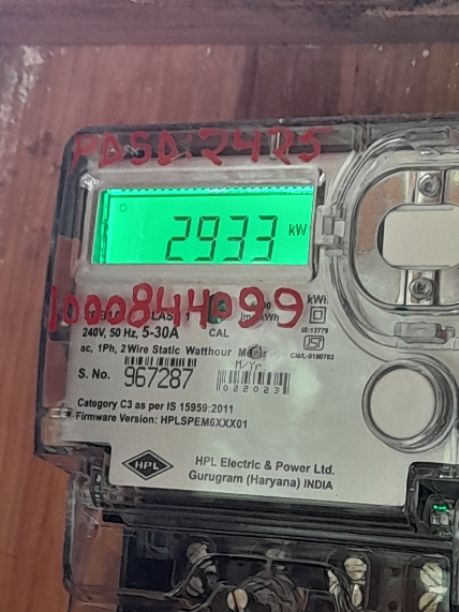 PDSD:2425
2933 kW
1000844099
kWh
240V, 50 Hz, 5-30A CAL
ac, 1Ph, 2 Wire Static Watthour
M/Yr
S. No. 967287
022023
Category C3 as per IS 15959:2011
Firmware Version: HPLSPEM6XXX01
HPL
HPL Electric & Power Ltd.
Gurugram (Haryana) INDIA